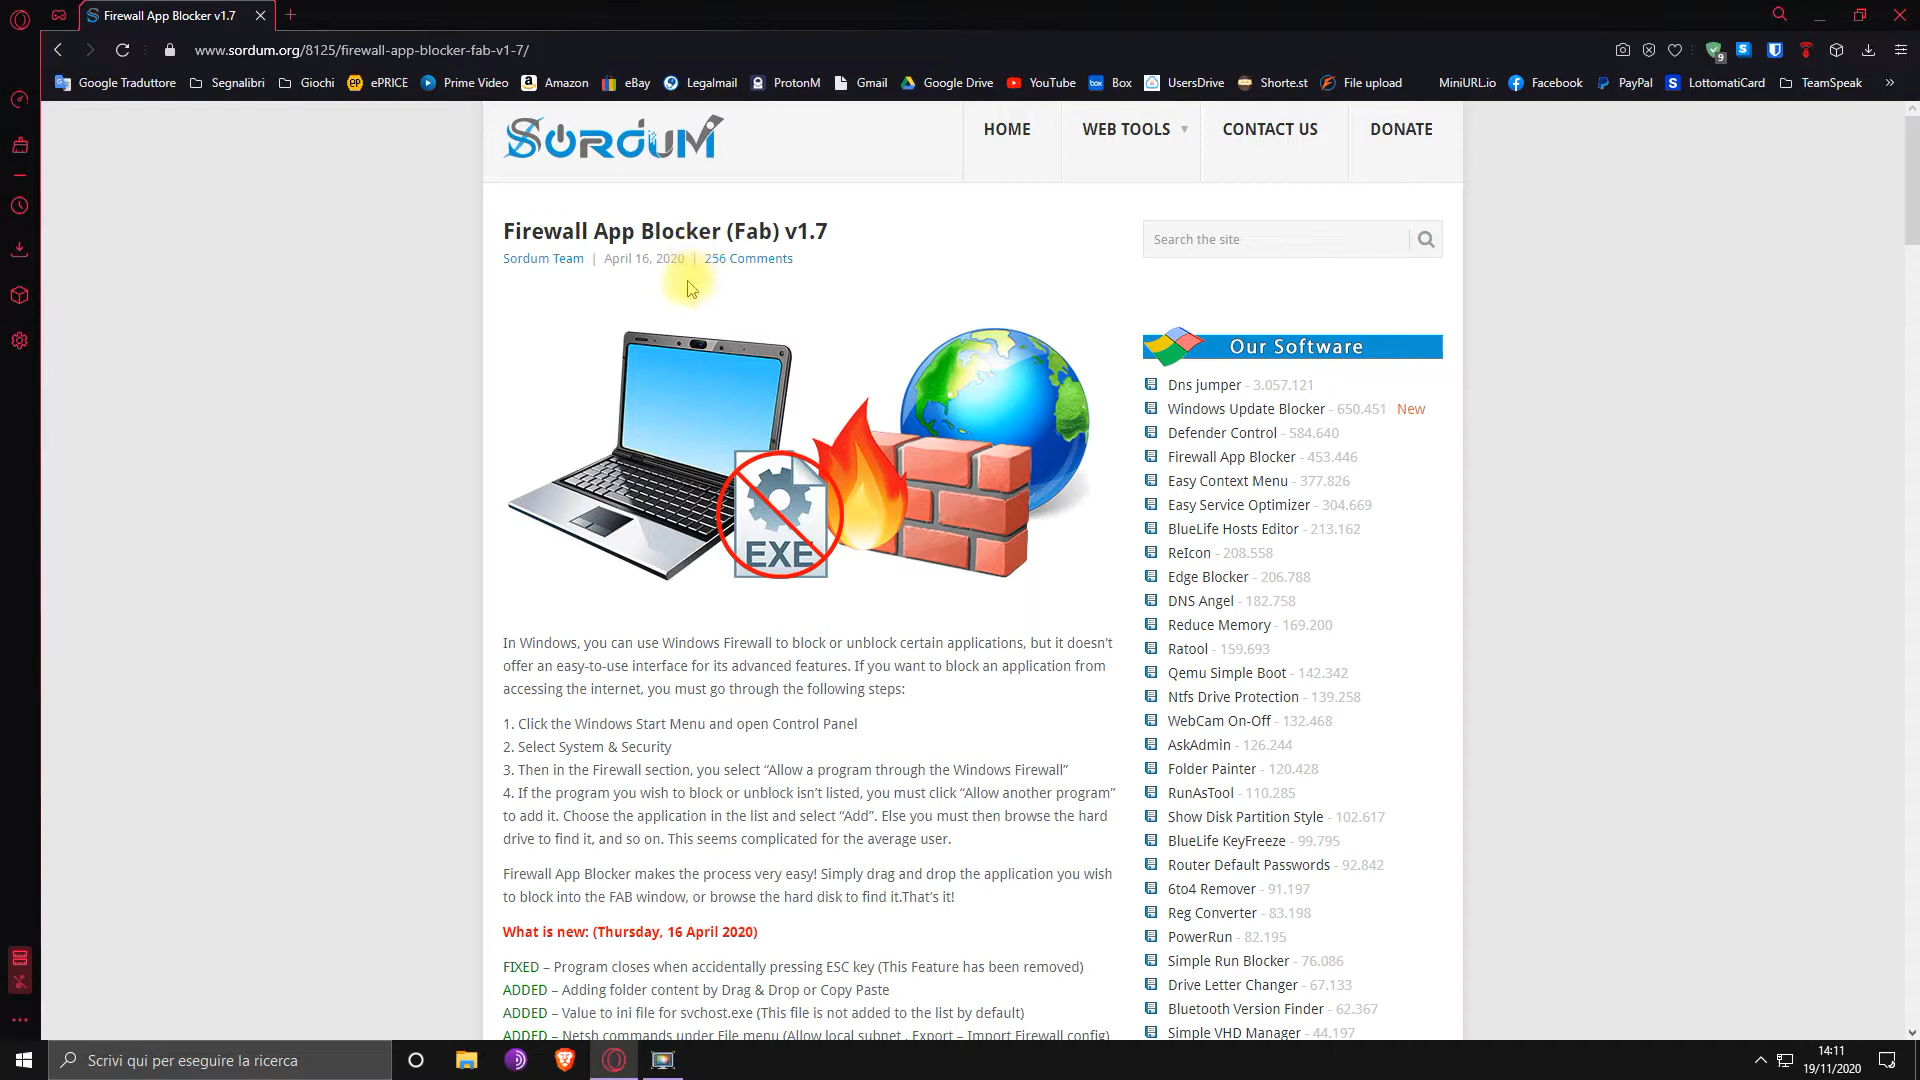 Firewall App Blocker v1.7
www.sordum.org/8125/firewall-app-blocker-fab-v1-7/
9
Google Traduttore Segnalibri Giochi ePRICE Prime Video Amazon eBay Legalmail ProtonM Gmail Google Drive YouTube Box UsersDrive Shorte.st File upload MiniURL.io Facebook PayPal LottomatiCard TeamSpeak »
SORDUM
HOME WEB TOOLS CONTACT US DONATE
Firewall App Blocker (Fab) v1.7
Sordum Team | April 16, 2020 | 256 Comments
EXE
In Windows, you can use Windows Firewall to block or unblock certain applications, but it doesn’t
offer an easy-to-use interface for its advanced features. If you want to block an application from
accessing the internet, you must go through the following steps:
1. Click the Windows Start Menu and open Control Panel
2. Select System & Security
3. Then in the Firewall section, you select “Allow a program through the Windows Firewall”
4. If the program you wish to block or unblock isn’t listed, you must click “Allow another program”
to add it. Choose the application in the list and select “Add”. Else you must then browse the hard
drive to find it, and so on. This seems complicated for the average user.
Firewall App Blocker makes the process very easy! Simply drag and drop the application you wish
to block into the FAB window, or browse the hard disk to find it.That’s it!
What is new: (Thursday, 16 April 2020)
FIXED – Program closes when accidentally pressing ESC key (This Feature has been removed)
ADDED – Adding folder content by Drag & Drop or Copy Paste
ADDED – Value to ini file for svchost.exe (This file is not added to the list by default)
ADDED – Netsh commands under File menu (Allow local subnet , Export – Import Firewall config)
Search the site
Our Software
Dns jumper - 3.057.121
Windows Update Blocker - 650.451 New
Defender Control - 584.640
Firewall App Blocker - 453.446
Easy Context Menu - 377.826
Easy Service Optimizer - 304.669
BlueLife Hosts Editor - 213.162
ReIcon - 208.558
Edge Blocker - 206.788
DNS Angel - 182.758
Reduce Memory - 169.200
Ratool - 159.693
Qemu Simple Boot - 142.342
Ntfs Drive Protection - 139.258
WebCam On-Off - 132.468
AskAdmin - 126.244
Folder Painter - 120.428
RunAsTool - 110.285
Show Disk Partition Style - 102.617
BlueLife KeyFreeze - 99.795
Router Default Passwords - 92.842
6to4 Remover - 91.197
Reg Converter - 83.198
PowerRun - 82.195
Simple Run Blocker - 76.086
Drive Letter Changer - 67.133
Bluetooth Version Finder - 62.367
Simple VHD Manager - 44.197
Scrivi qui per eseguire la ricerca
14:11
19/11/2020